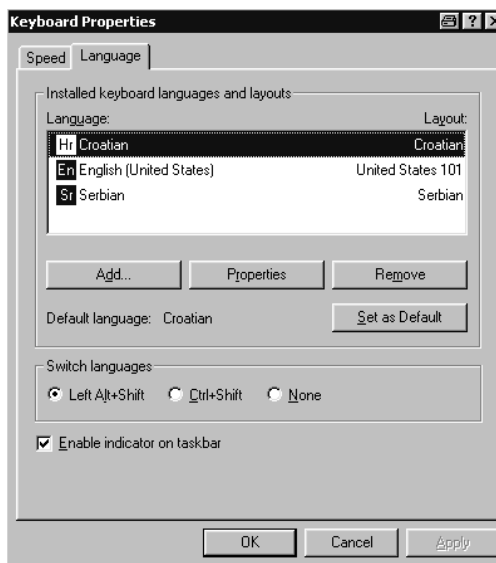 Keyboard Properties
Speed Language
Installed keyboard languages and layouts
Language: Layout:
Hr Croatian Croatian
En English (United States) United States 101
Sr Serbian Serbian
Add... Properties Remove
Default language: Croatian Set as Default
Switch languages
Left Alt+Shift Ctrl+Shift None
Enable indicator on taskbar
OK Cancel Apply